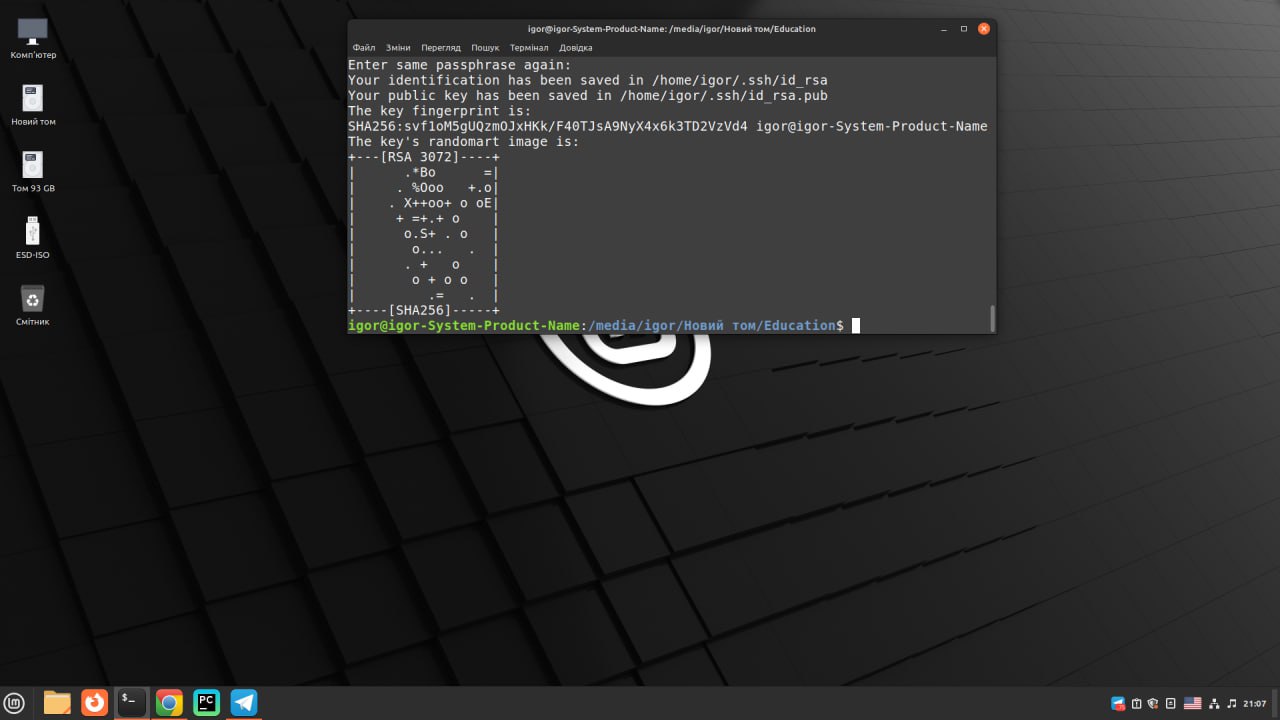 igor@igor-System-Product-Name: /media/igor/Новий том/Education
Файл Зміни Перегляд Пошук Термінал Довідка
Enter same passphrase again:
Your identification has been saved in /home/igor/.ssh/id_rsa
Your public key has been saved in /home/igor/.ssh/id_rsa.pub
The key fingerprint is:
SHA256:svf1oM5gUQzmOJxHKk/F40TJsA9NyX4x6k3TD2VzVd4 igor@igor-System-Product-Name
The key's randomart image is:
+---[RSA 3072]----+
|      .*Bo      =|
|     . %Ooo   +.o|
|    . X++oo+ o oE|
|     + =+.+ o    |
|      o.S+ . o   |
|       o...   .  |
|      . +   o    |
|       o + o o   |
|         .=   .  |
+----[SHA256]-----+
igor@igor-System-Product-Name:/media/igor/Новий том/Education$
Комп'ютер
Новий том
Том 93 GB
ESD-ISO
Смітник
$_
PC
21:07